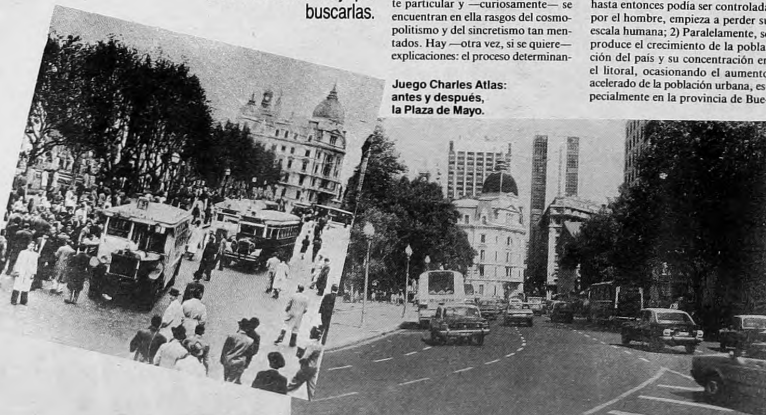 buscarlas.
te particular y —curiosamente— se
encuentran en ella rasgos del cosmo-
politismo y del sincretismo tan men-
tados. Hay —otra vez, si se quiere—
explicaciones: el proceso determinan-
Juego Charles Atlas:
antes y después,
la Plaza de Mayo.
hasta entonces podía ser controlada
por el hombre, empieza a perder su
escala humana; 2) Paralelamente, se
produce el crecimiento de la pobla-
ción del país y su concentración en
el litoral, ocasionando el aumento
acelerado de la población urbana, es-
pecialmente en la provincia de Bue-